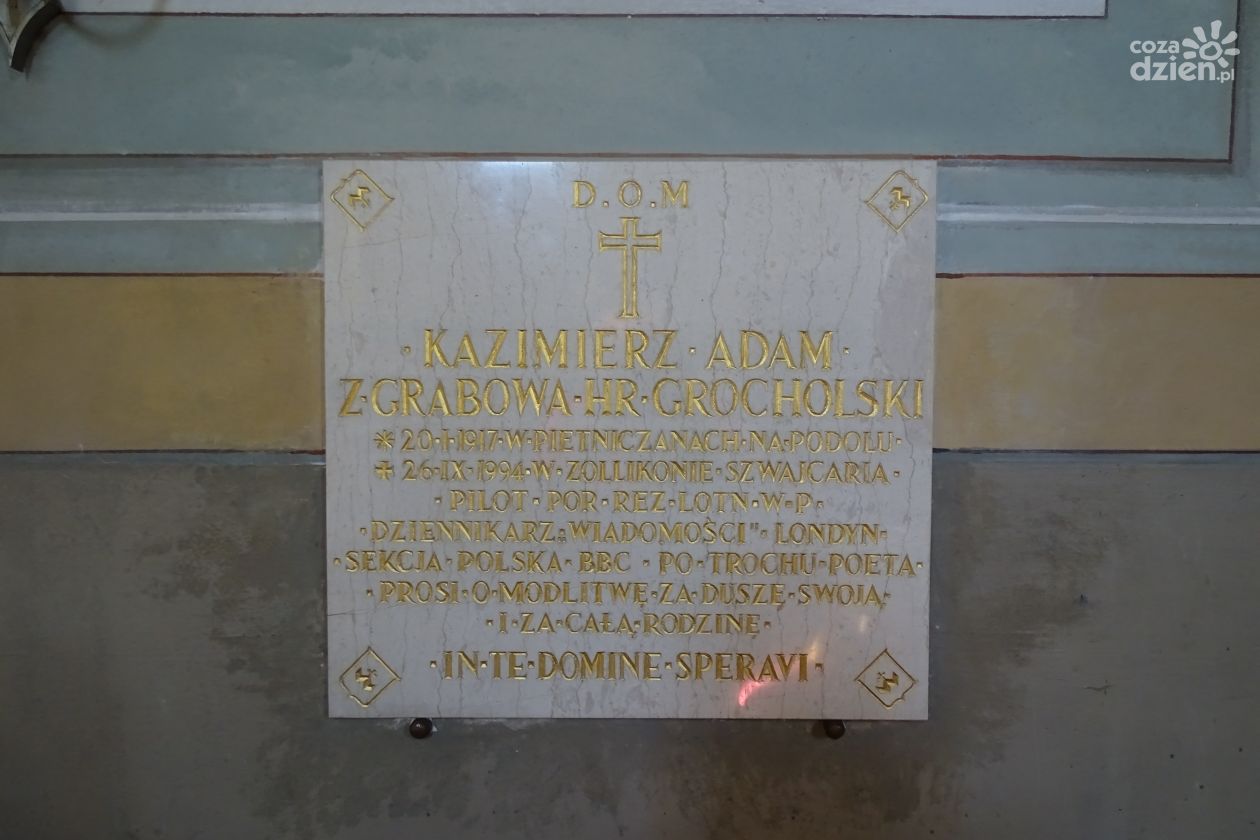 coza
dzień.pl
D.O.M
·KAZIMIERZ·ADAM·
Z·GRABOWA·HR·GROCHOLSKI
* 20·I·1917·W·PIETNICZANACH·NA·PODOLU·
+ 26·IX·1994·W·ZOLLIKONIE·SZWAJCARIA·
·PILOT·POR·REZ·LOTN·W·P·
·DZIENNIKARZ·„WIADOMOŚCI"·LONDYN·
·SEKCJA·POLSKA·BBC·PO·TROCHU·POETA·
·PROSI·O·MODLITWĘ·ZA·DUSZĘ·SWOJĄ·
·I·ZA·CAŁĄ·RODZINĘ·
·IN·TE·DOMINE·SPERAVI·